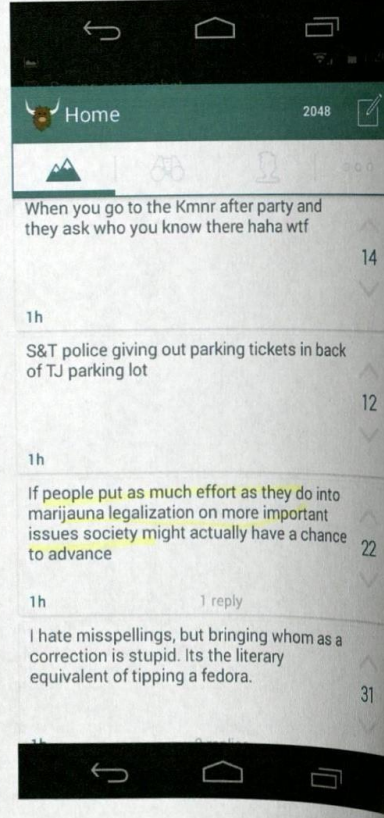 Home
2048
When you go to the Kmnr after party and
they ask who you know there haha wtf
14
1h
S&T police giving out parking tickets in back
of TJ parking lot
12
1h
If people put as much effort as they do into
marijauna legalization on more important
issues society might actually have a chance
to advance
22
1h
1 reply
I hate misspellings, but bringing whom as a
correction is stupid. Its the literary
equivalent of tipping a fedora.
31